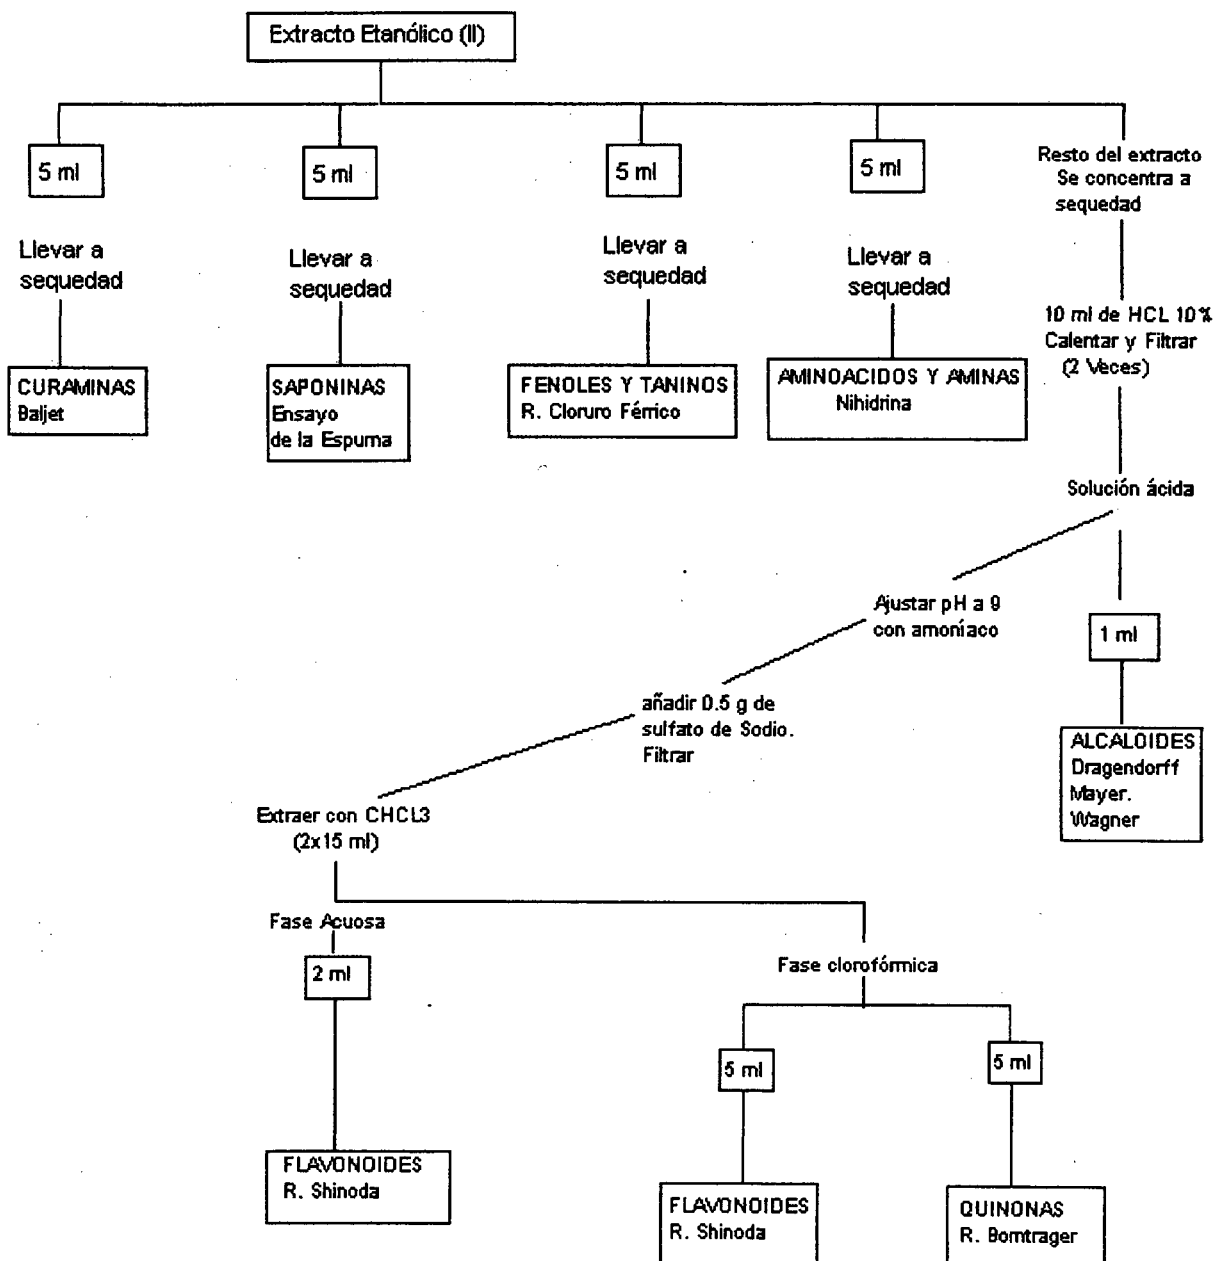 Extracto Etanólico (II)
5 ml
5 ml
5 ml
5 ml
Resto del extracto
Se concentra a
sequedad
Llevar a
sequedad
Llevar a
sequedad
Llevar a
sequedad
Llevar a
sequedad
10 ml de HCL 10%
Calentar y Filtrar
(2 Veces)
CURAMINAS
Baljet
SAPONINAS
Ensayo
de la Espuma
FENOLES Y TANINOS
R. Cloruro Férrico
AMINOACIDOS Y AMINAS
Nihidrina
Solución ácida
Ajustar pH a 9
con amoníaco
1 ml
añadir 0.5 g de
sulfato de Sodio.
Filtrar
ALCALOIDES
Dragendorff
Mayer.
Wagner
Extraer con CHCL3
(2x15 ml)
Fase Acuosa
2 ml
Fase clorofórmica
5 ml
5 ml
FLAVONOIDES
R. Shinoda
FLAVONOIDES
R. Shinoda
QUINONAS
R. Borntrager